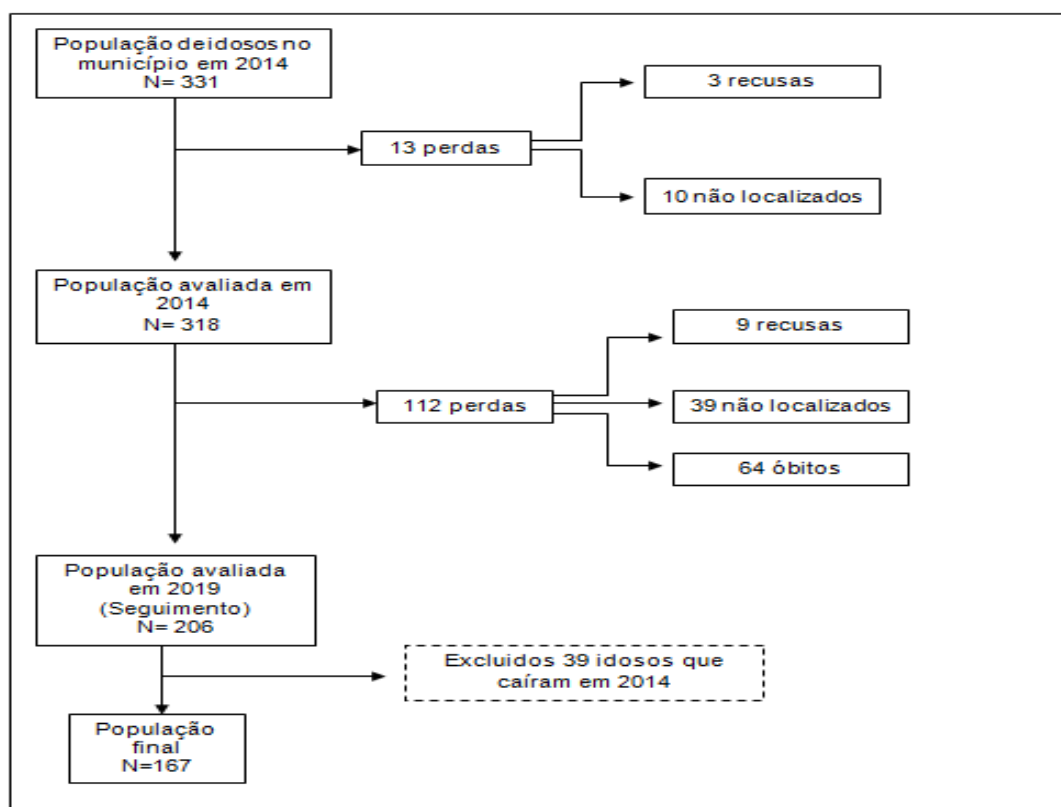 População de idosos no
município em 2014
N= 331
3 recusas
13 perdas
10 não localizados
População avaliada em
2014
N= 318
9 recusas
112 perdas
39 não localizados
64 óbitos
População avaliada
em 2019
(Seguimento)
N= 206
Excluidos 39 idosos que
caíram em 2014
População
final
N=167